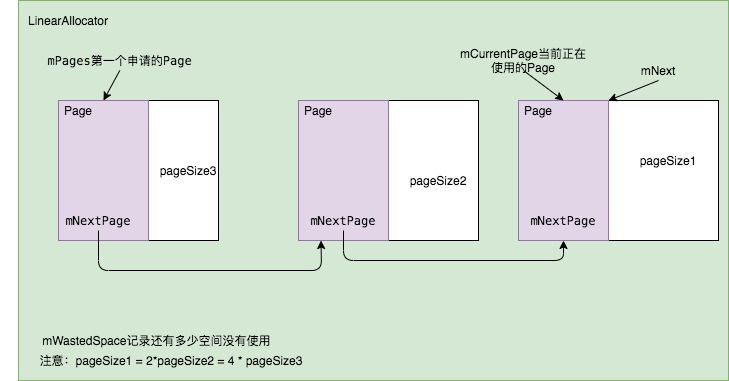 LinearAllocator
mPages第一个申请的Page
mCurrentPage当前正在
使用的Page
mNext
Page
pageSize3
mNextPage
Page
pageSize2
mNextPage
Page
pageSize1
mNextPage
mWastedSpace记录还有多少空间没有使用
注意：pageSize1 = 2*pageSize2 = 4 * pageSize3